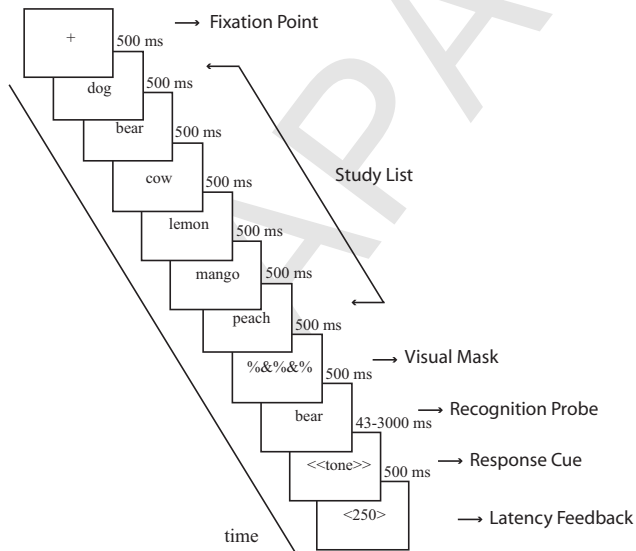 +
Fixation Point
500 ms
dog
500 ms
bear
500 ms
cow
500 ms
lemon
500 ms
mango
500 ms
peach
500 ms
Study List
%&%&%
Visual Mask
500 ms
bear
Recognition Probe
43-3000 ms
<<tone>>
Response Cue
500 ms
<250>
Latency Feedback
time
APA